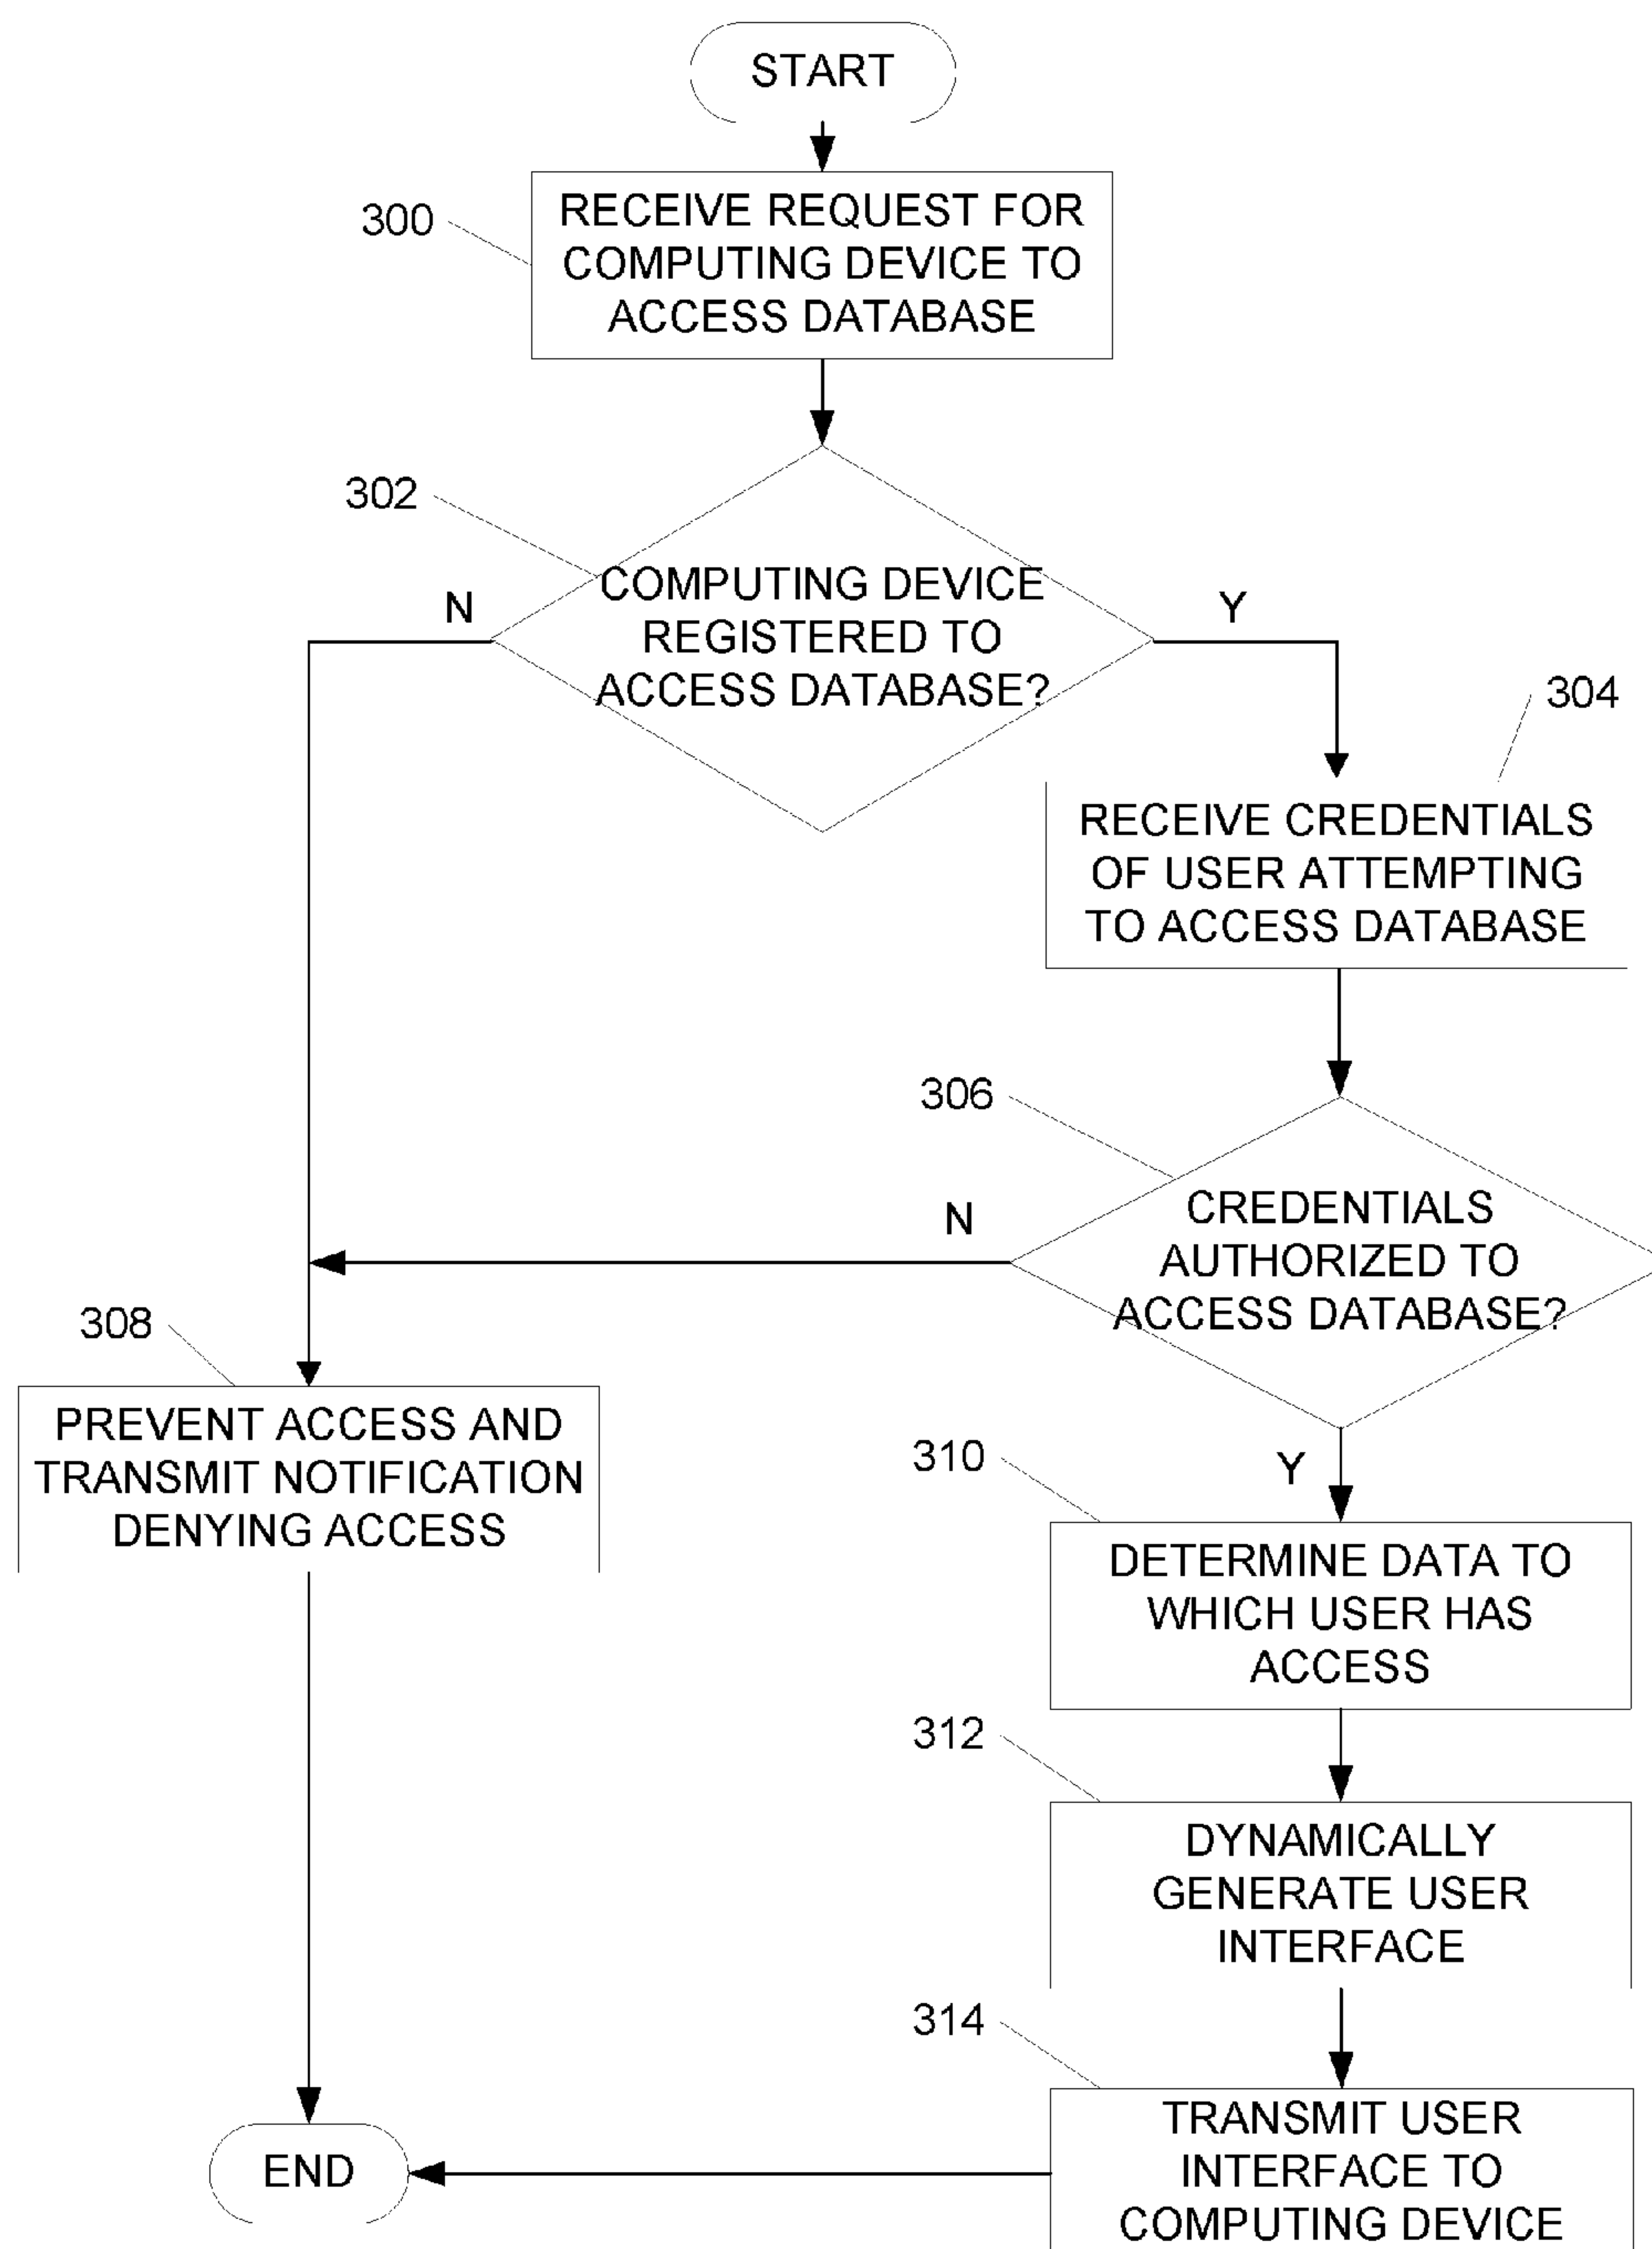 START
300
RECEIVE REQUEST FOR
COMPUTING DEVICE TO
ACCESS DATABASE
302
COMPUTING DEVICE
REGISTERED TO
ACCESS DATABASE?
N
Y
304
RECEIVE CREDENTIALS
OF USER ATTEMPTING
TO ACCESS DATABASE
306
CREDENTIALS
AUTHORIZED TO
ACCESS DATABASE?
N
Y
308
PREVENT ACCESS AND
TRANSMIT NOTIFICATION
DENYING ACCESS
310
DETERMINE DATA TO
WHICH USER HAS
ACCESS
312
DYNAMICALLY
GENERATE USER
INTERFACE
314
TRANSMIT USER
INTERFACE TO
COMPUTING DEVICE
END